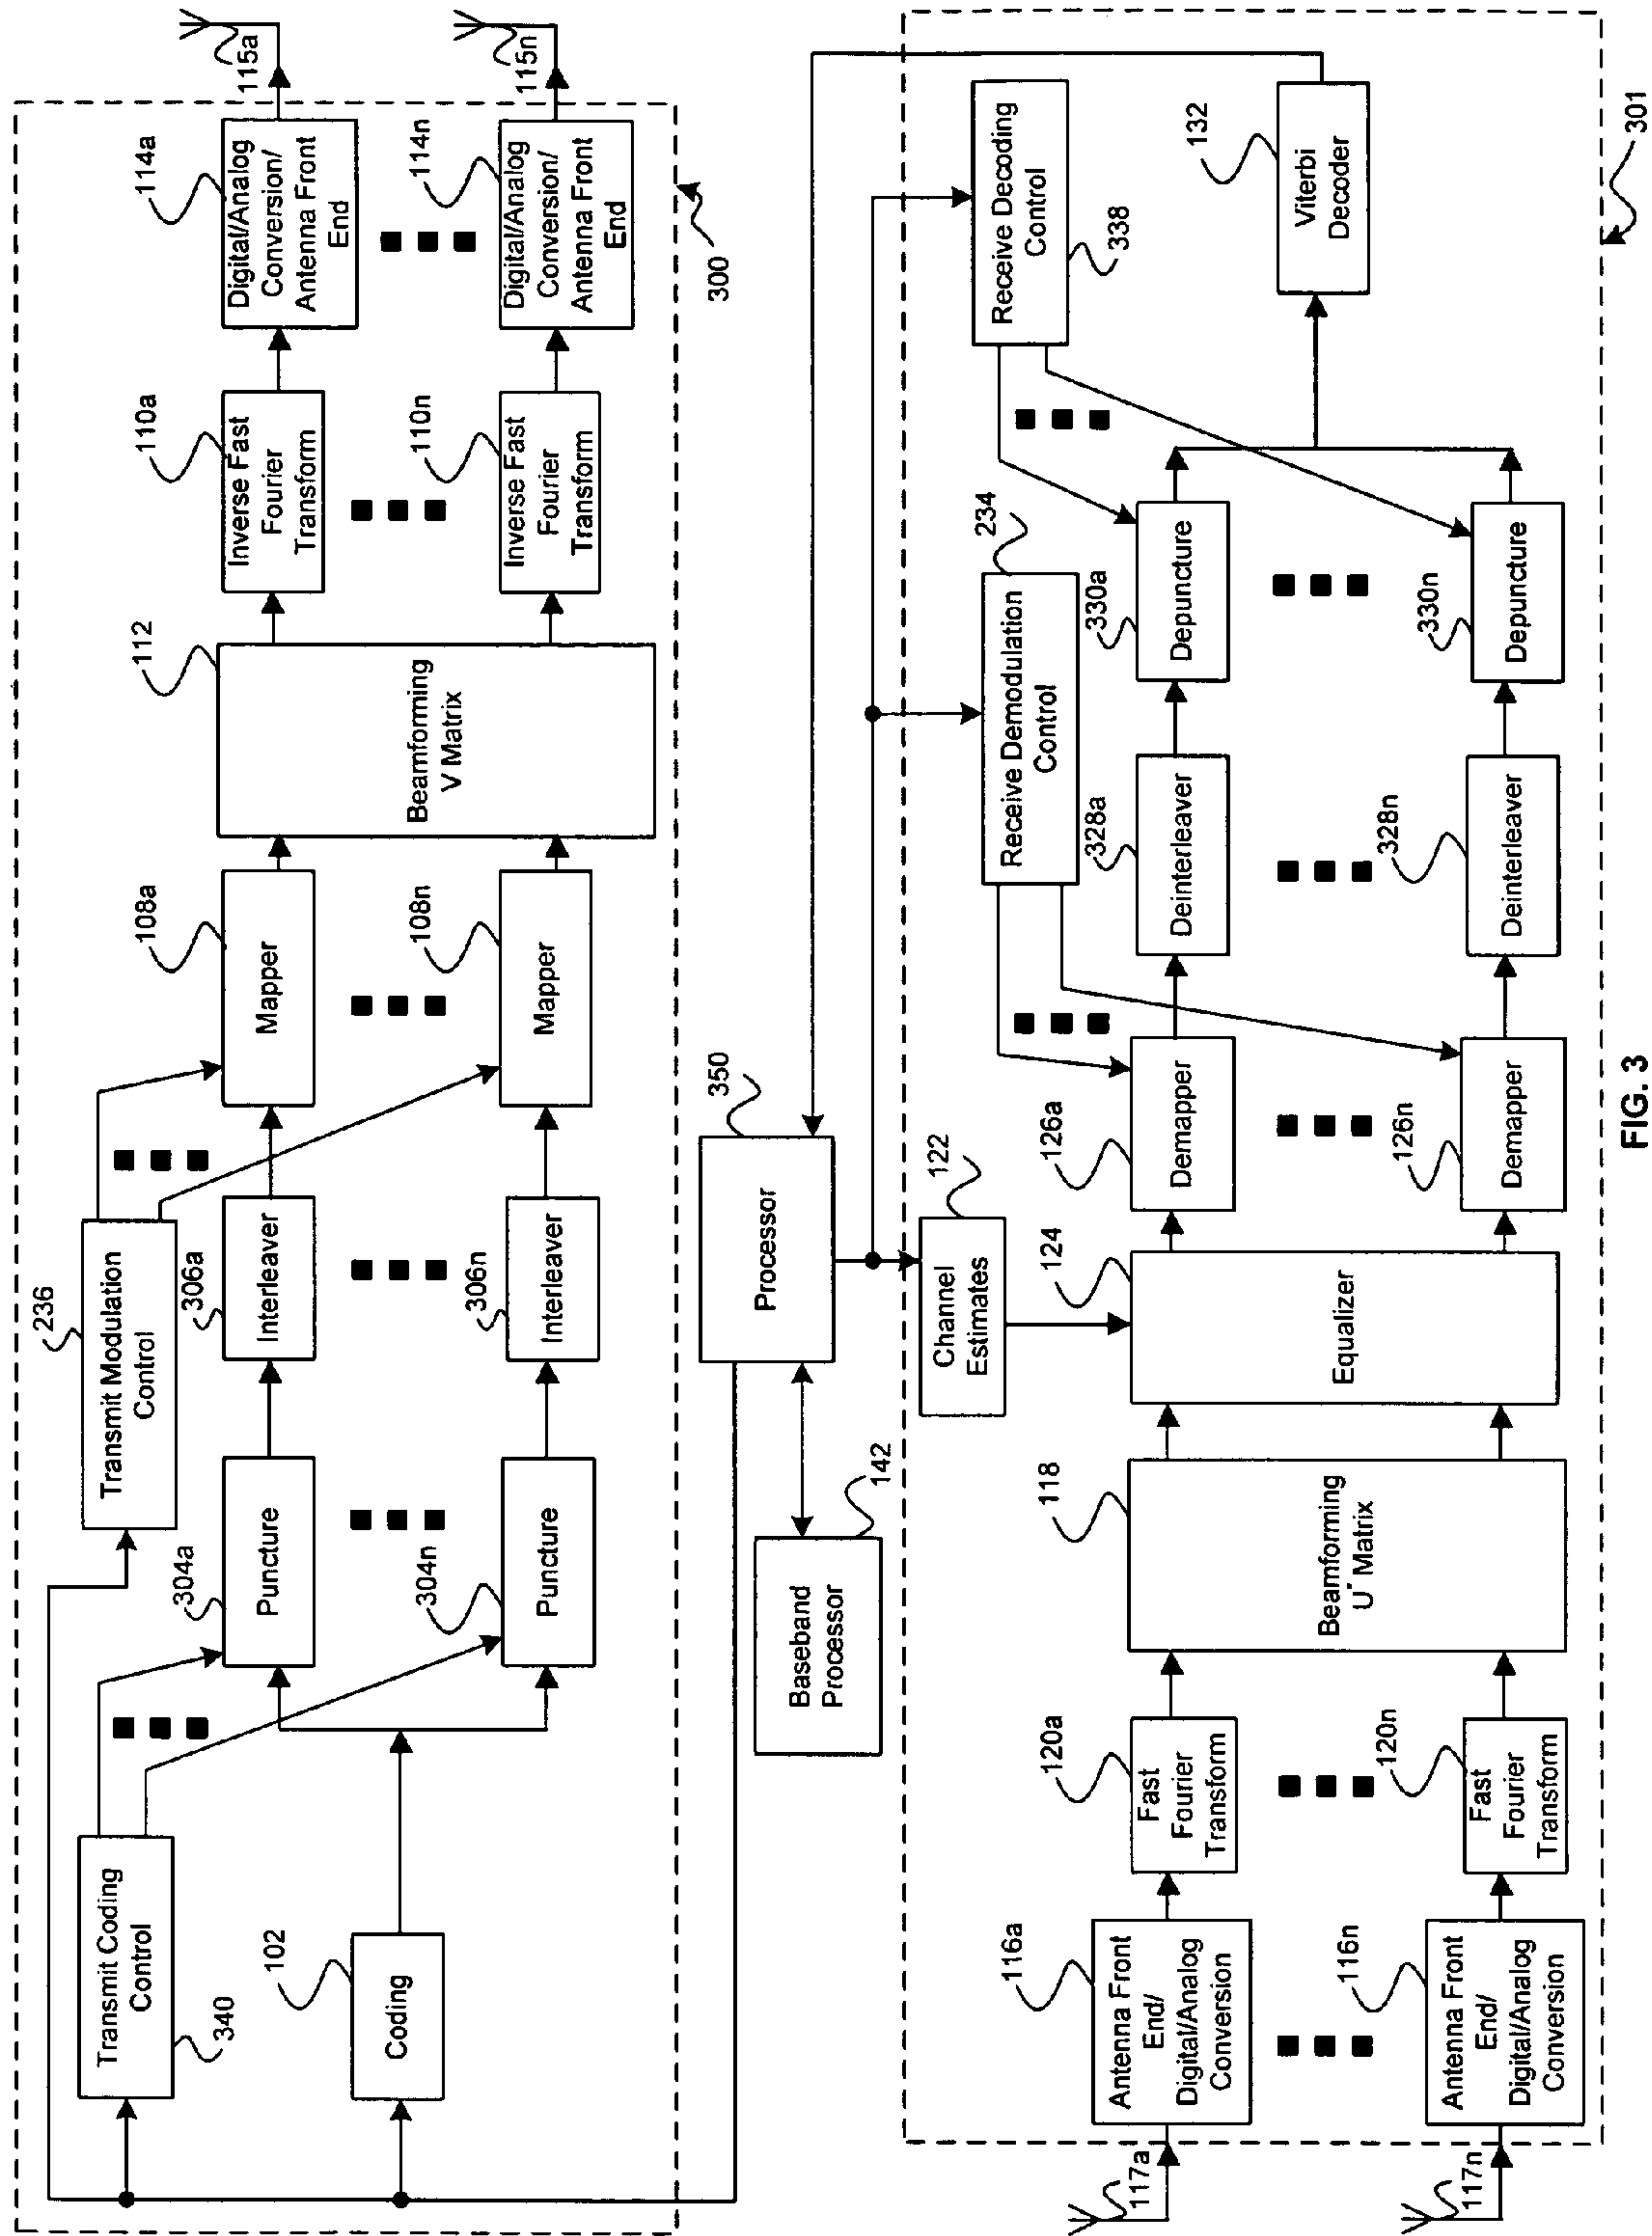 Transmit Coding
Control
340
236
Transmit Modulation
Control
102
Coding
304a
Puncture
306a
Interleaver
108a
Mapper
112
Beamforming
V Matrix
110a
Inverse Fast
Fourier
Transform
114a
Digital/Analog
Conversion/
Antenna Front
End
115a
304n
Puncture
306n
Interleaver
108n
Mapper
110n
Inverse Fast
Fourier
Transform
114n
Digital/Analog
Conversion/
Antenna Front
End
115n
300
350
Processor
142
Baseband
Processor
122
Channel
Estimates
234
Receive Demodulation
Control
Receive Decoding
Control
338
117a
116a
Antenna Front
End/
Digital/Analog
Conversion
120a
Fast
Fourier
Transform
118
Beamforming
U* Matrix
124
Equalizer
126a
Demapper
328a
Deinterleaver
330a
Depuncture
132
Viterbi
Decoder
117n
116n
Antenna Front
End/
Digital/Analog
Conversion
120n
Fast
Fourier
Transform
126n
Demapper
328n
Deinterleaver
330n
Depuncture
301
FIG. 3